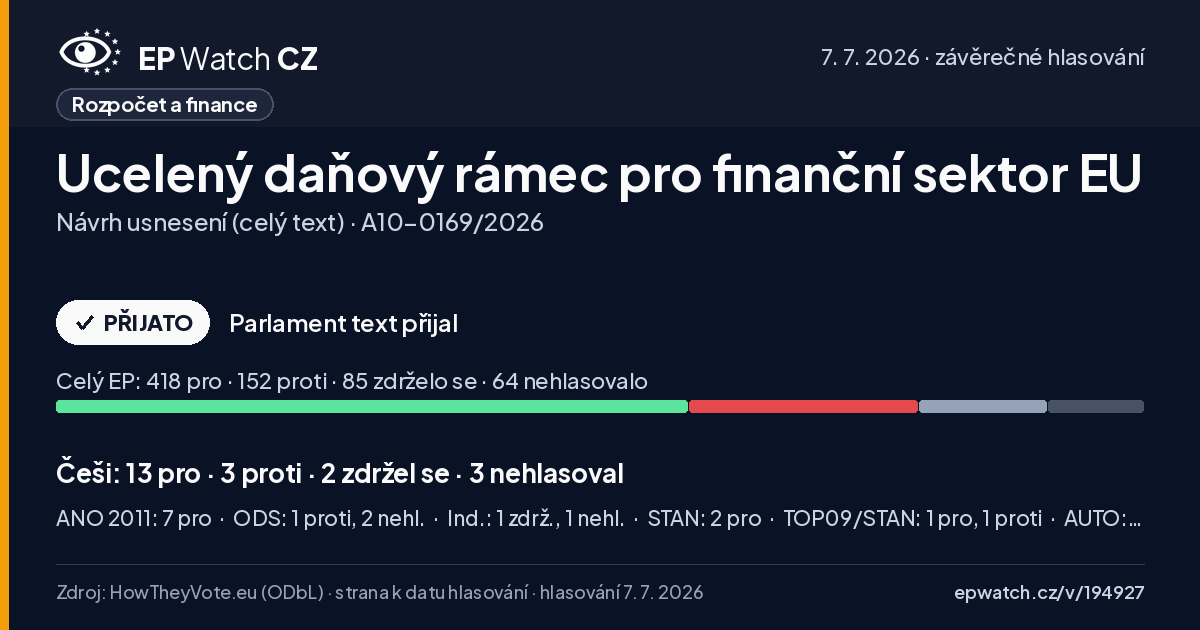 EP Watch CZ
7. 7. 2026 · závěrečné hlasování
Rozpočet a finance
Ucelený daňový rámec pro finanční sektor EU
Návrh usnesení (celý text) · A10–0169/2026
✓ PŘIJATO
Parlament text přijal
Celý EP: 418 pro · 152 proti · 85 zdrželo se · 64 nehlasovalo
Češi: 13 pro · 3 proti · 2 zdržel se · 3 nehlasoval
ANO 2011: 7 pro · ODS: 1 proti, 2 nehl. · Ind.: 1 zdrž., 1 nehl. · STAN: 2 pro · TOP09/STAN: 1 pro, 1 proti · AUTO:…
Zdroj: HowTheyVote.eu (ODbL) · strana k datu hlasování · hlasování 7. 7. 2026
epwatch.cz/v/194927